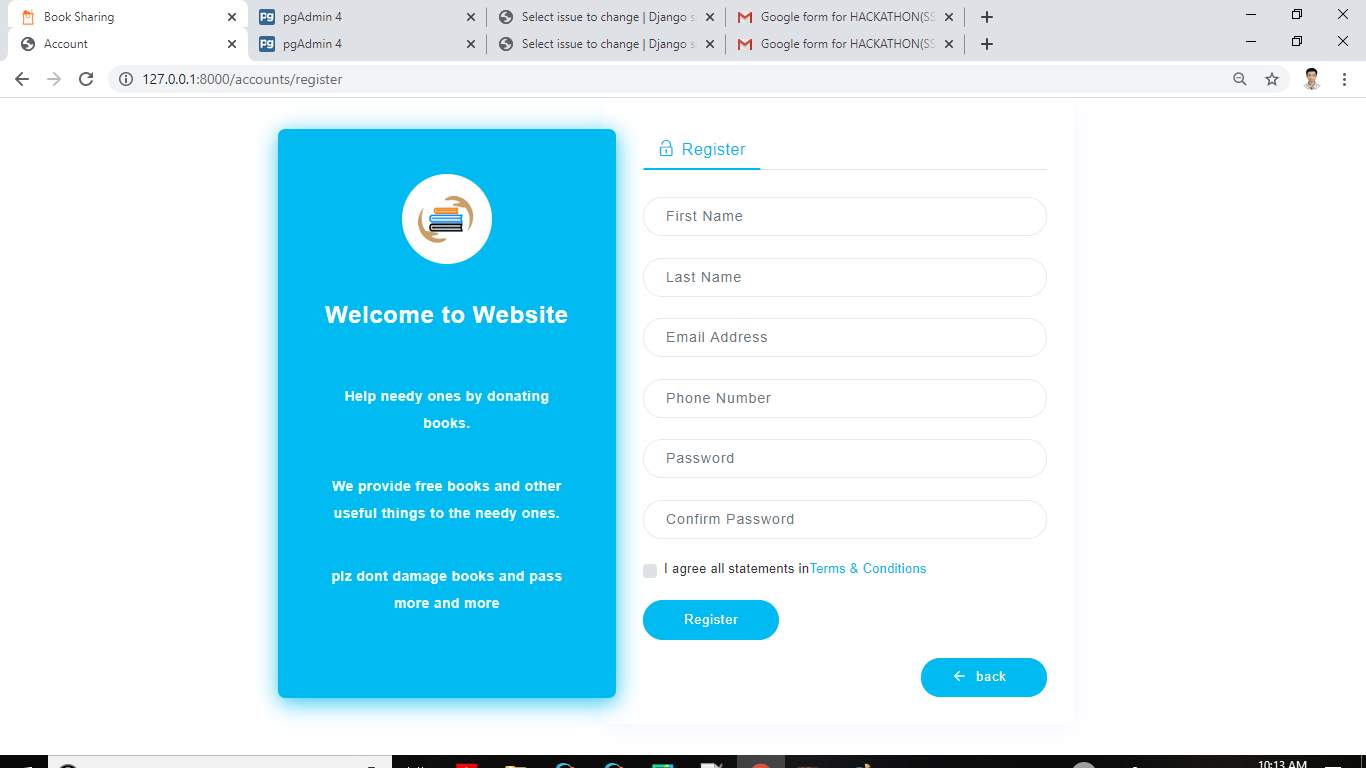 Book Sharing
pgAdmin 4
Select issue to change | Django s
Google form for HACKATHON(SS
Account
pgAdmin 4
Select issue to change | Django s
Google form for HACKATHON(SS
127.0.0.1:8000/accounts/register
Welcome to Website
Help needy ones by donating
books.
We provide free books and other
useful things to the needy ones.
plz dont damage books and pass
more and more
Register
First Name
Last Name
Email Address
Phone Number
Password
Confirm Password
I agree all statements inTerms & Conditions
Register
back
10:13 AM